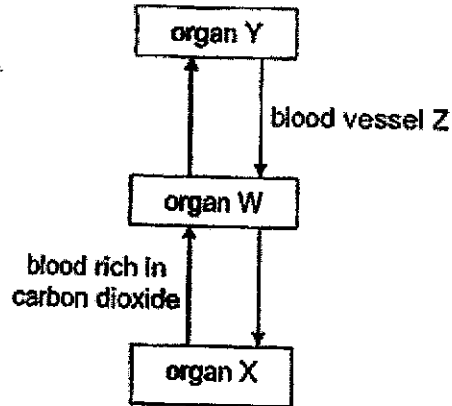 organ Y
blood vessel Z
organ W
blood rich in
carbon dioxide
organ X